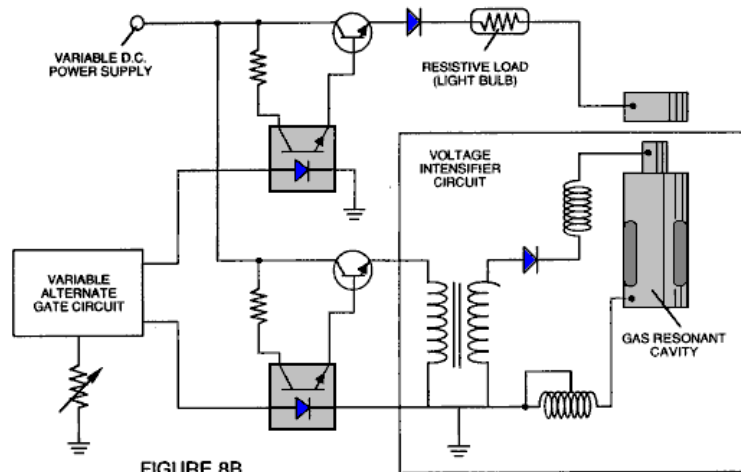 VARIABLE D.C.
POWER SUPPLY
RESISTIVE LOAD
(LIGHT BULB)
VOLTAGE
INTENSIFIER
CIRCUIT
VARIABLE
ALTERNATE
GATE CIRCUIT
GAS RESONANT
CAVITY
FIGURE 8B